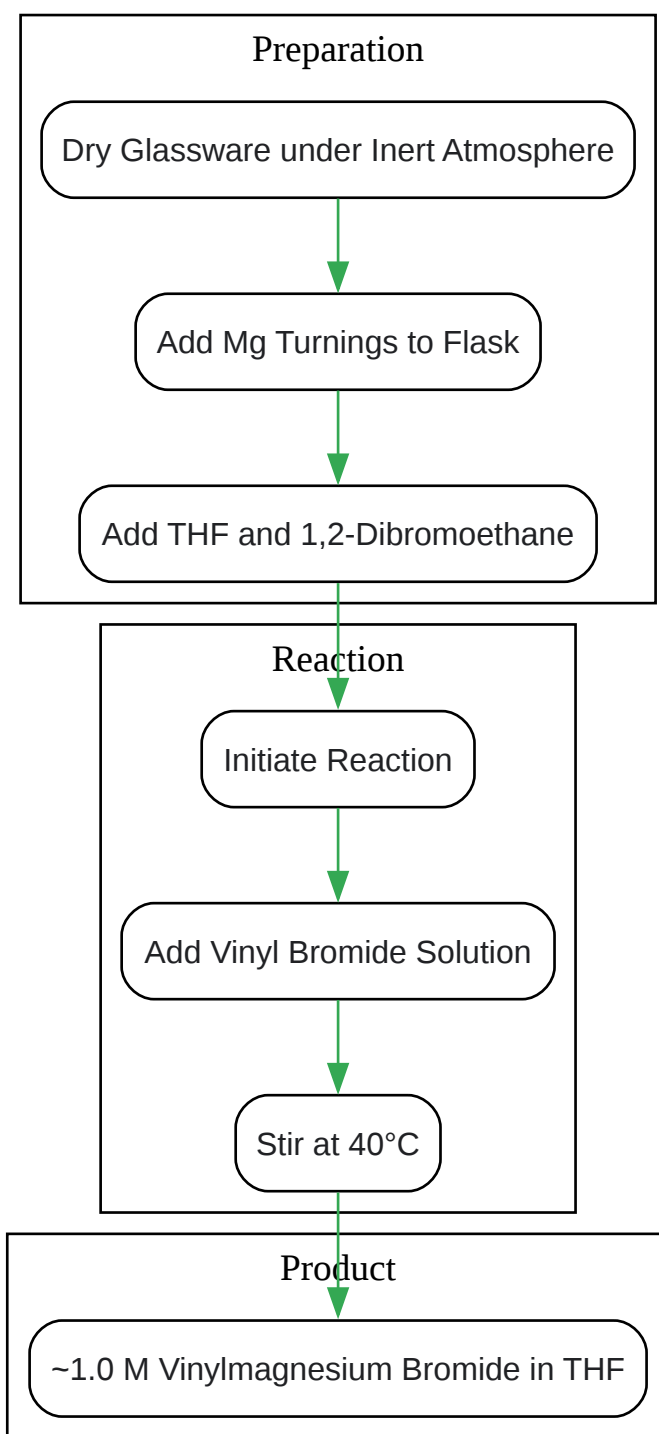 Preparation
Dry Glassware under Inert Atmosphere
Add Mg Turnings to Flask
Add THF and 1,2-Dibromoethane
Reaction
Initiate Reaction
Add Vinyl Bromide Solution
Stir at 40°C
Product
~1.0 M Vinylmagnesium Bromide in THF